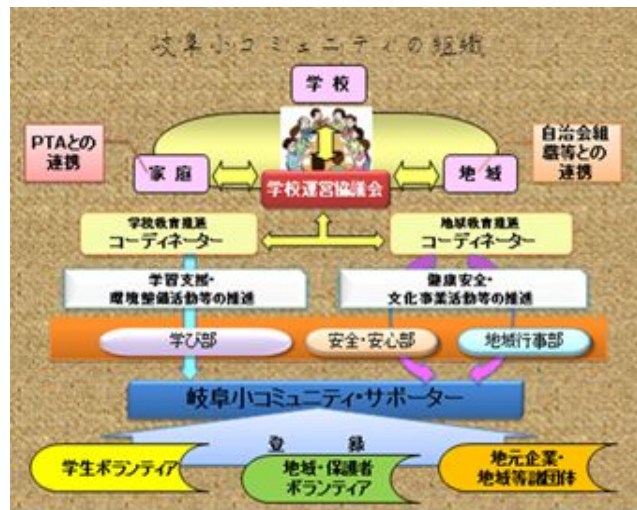 岐阜小コミュニティの組織
学校
PTAとの
連携
自治会組
織等との
連携
家庭
学校運営協議会
地域
学校教育推進
コーディネーター
地域教育推進
コーディネーター
学習支援・
環境整備活動等の推進
健康安全・
文化事業活動等の推進
学び部
安全・安心部
地域行事部
岐阜小コミュニティ・サポーター
登録
学生ボランティア
地域・保護者
ボランティア
地元企業・
地域等諸団体